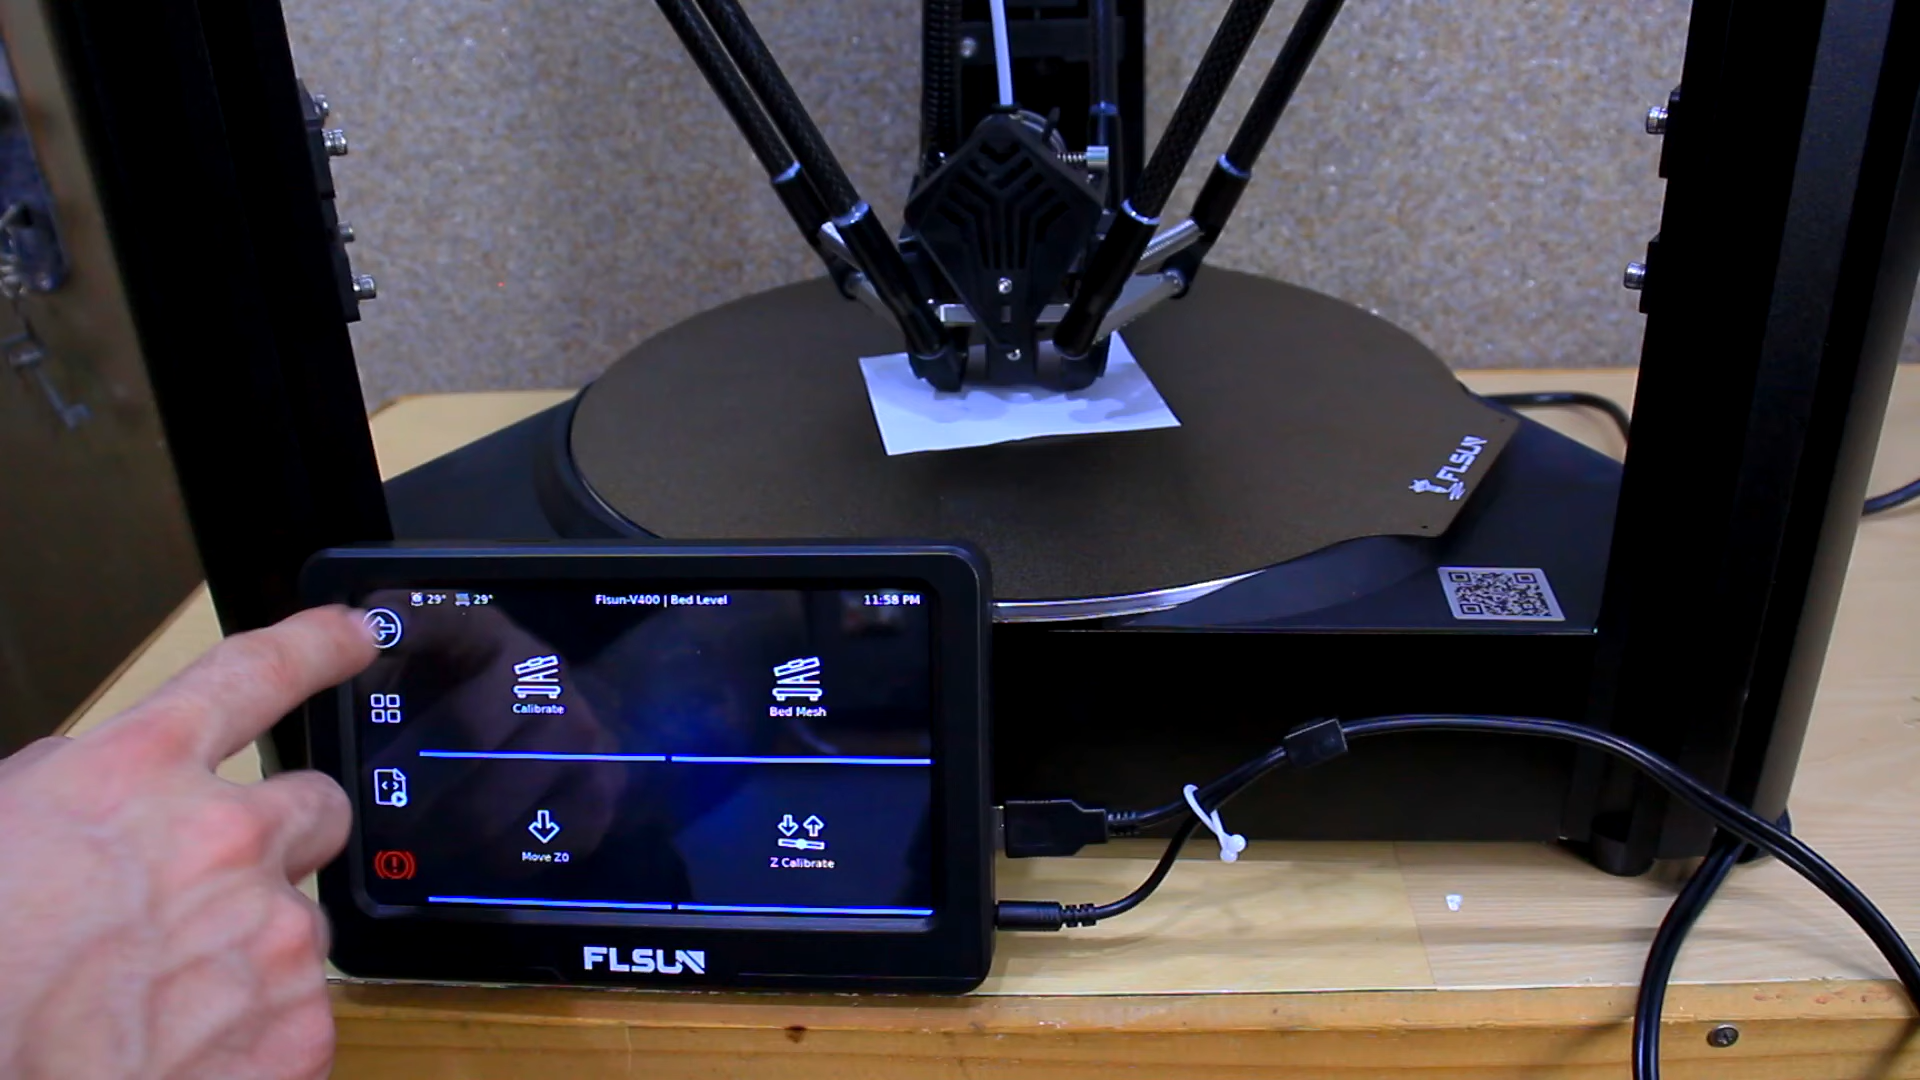 FLSUN
29° 29° Flsun-V400 | Bed Level 11:58 PM
Calibrate
Bed Mesh
Move Z0
Z Calibrate
FLSUN